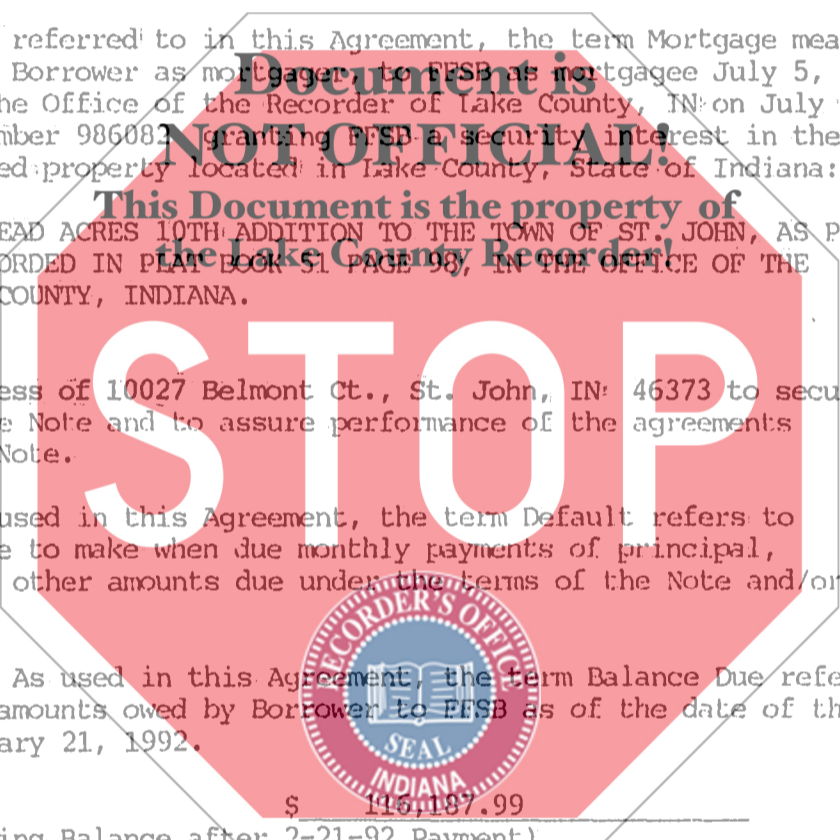 referred to in this Agreement, the term Mortgage mea
Document is
Borrower as mortgager, to FFSB as mortgagee July 5,
he Office of the Recorder of Lake County, IN on July
mber 986082 granting FFSB a security interest in the
NOT OFFICIAL!
ed property located in Lake County, State of Indiana:
This Document is the property of
EAD ACRES 10TH ADDITION TO THE TOWN OF ST. JOHN, AS P
the Lake County Recorder!
ORDED IN PLAT BOOK 51 PAGE 98, IN THE OFFICE OF THE
COUNTY, INDIANA.
STOP
ess of 10027 Belmont Ct., St. John, IN 46373 to secu
e Note and to assure performance of the agreements
Note.
used in this Agreement, the term Default refers to
e to make when due monthly payments of principal,
other amounts due under the terms of the Note and/or
RECORDER'S OFFICE
As used in this Agreement, the term Balance Due refe
amounts owed by Borrower to FFSB as of the date of th
ary 21, 1992.
SEAL
INDIANA
$ 116,187.99
ing Balance after 2-21-92 Payment)